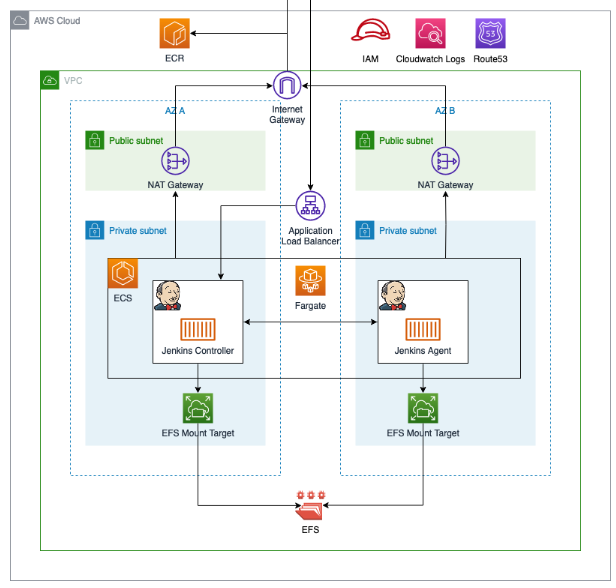 AWS Cloud
ECR
IAM
Cloudwatch Logs
Route53
53
VPC
Internet
Gateway
AZ A
AZ B
Public subnet
Public subnet
NAT Gateway
NAT Gateway
Application
Load Balancer
Private subnet
Private subnet
ECS
Fargate
Jenkins Controller
Jenkins Agent
EFS Mount Target
EFS Mount Target
EFS